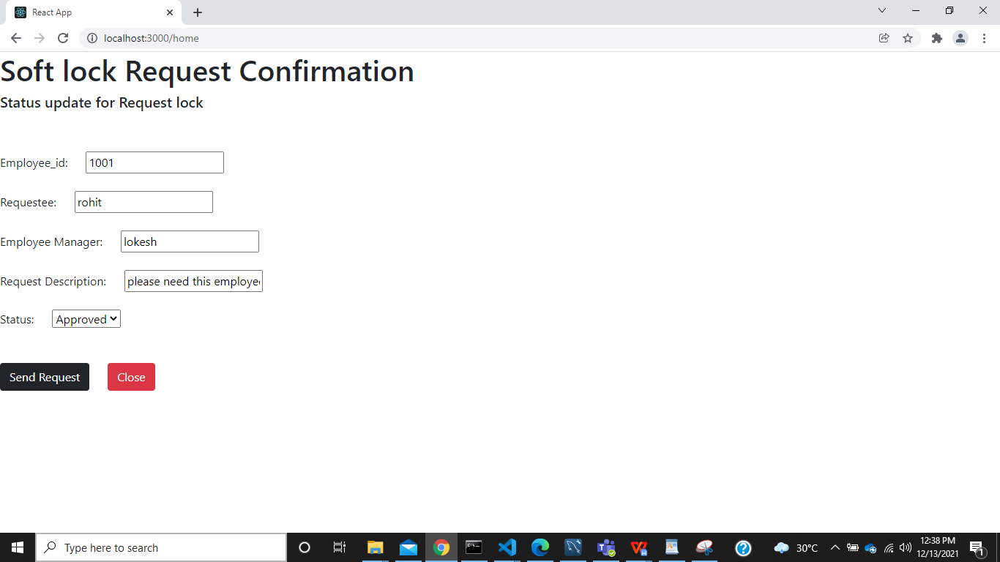 React App
localhost:3000/home
Soft lock Request Confirmation
Status update for Request lock
Employee_id: 1001
Requestee: rohit
Employee Manager: lokesh
Request Description: please need this employee
Status: Approved
Send Request Close
Type here to search
30°C
12:38 PM
12/13/2021
1